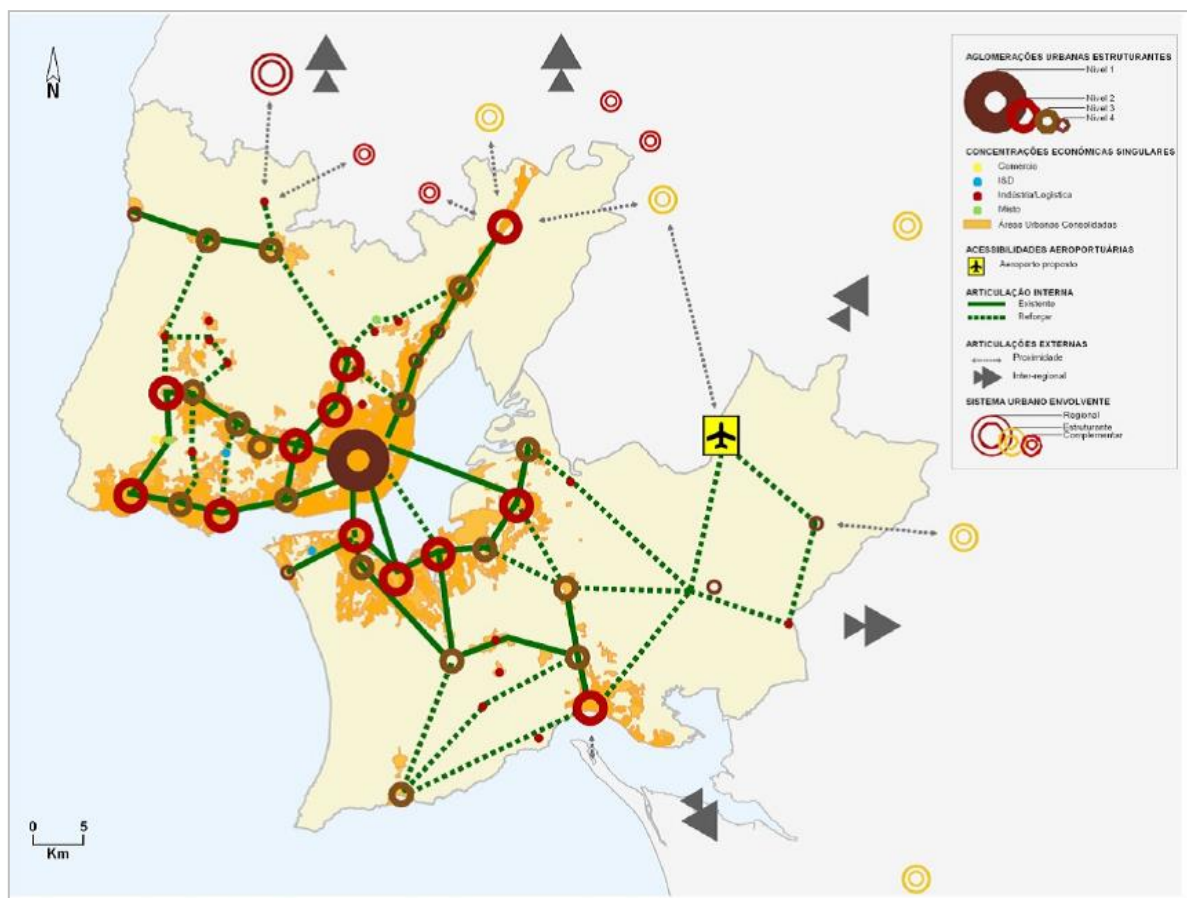 N
AGLOMERAÇÕES URBANAS ESTRUTURANTES
Nível 1
Nível 2
Nível 3
Nível 4
CONCENTRAÇÕES ECONÓMICAS SINGULARES
Comércio
I&D
Indústria/Logística
Misto
Áreas Urbanas Consolidadas
ACESSIBILIDADES AEROPORTUÁRIAS
Aeroporto proposto
ARTICULAÇÃO INTERNA
Existente
Reforçar
ARTICULAÇÕES EXTERNAS
Proximidade
Inter-regional
SISTEMA URBANO ENVOLVENTE
Regional
Estruturante
Complementar
0 5
Km